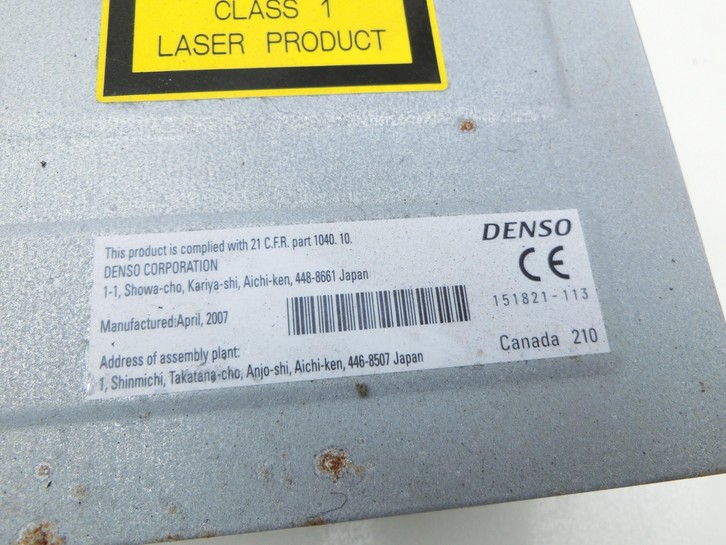 CLASS 1
LASER PRODUCT
This product is complied with 21 C.F.R. part 1040. 10.
DENSO CORPORATION
1-1, Showa-cho, Kariya-shi, Aichi-ken, 448-8661 Japan
Manufactured:April, 2007
Address of assembly plant:
1, Shinmichi, Takatana-cho, Anjo-shi, Aichi-ken, 446-8507 Japan
DENSO
CE
151821-113
Canada 210